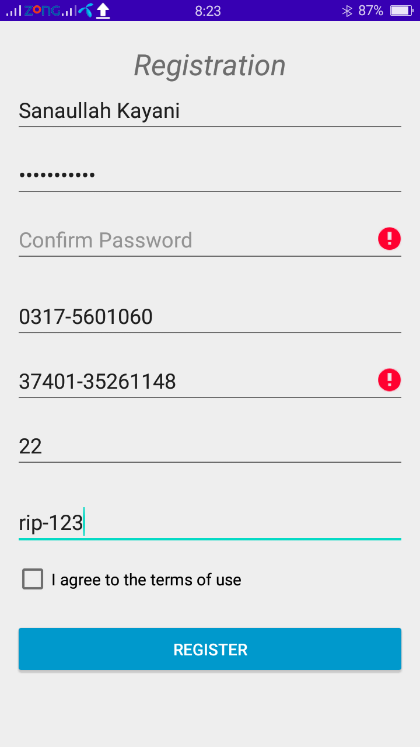 ZONG 8:23 87%
Registration
Sanaullah Kayani
•••••••••••
Confirm Password
0317-5601060
37401-35261148
22
rip-123
I agree to the terms of use
REGISTER